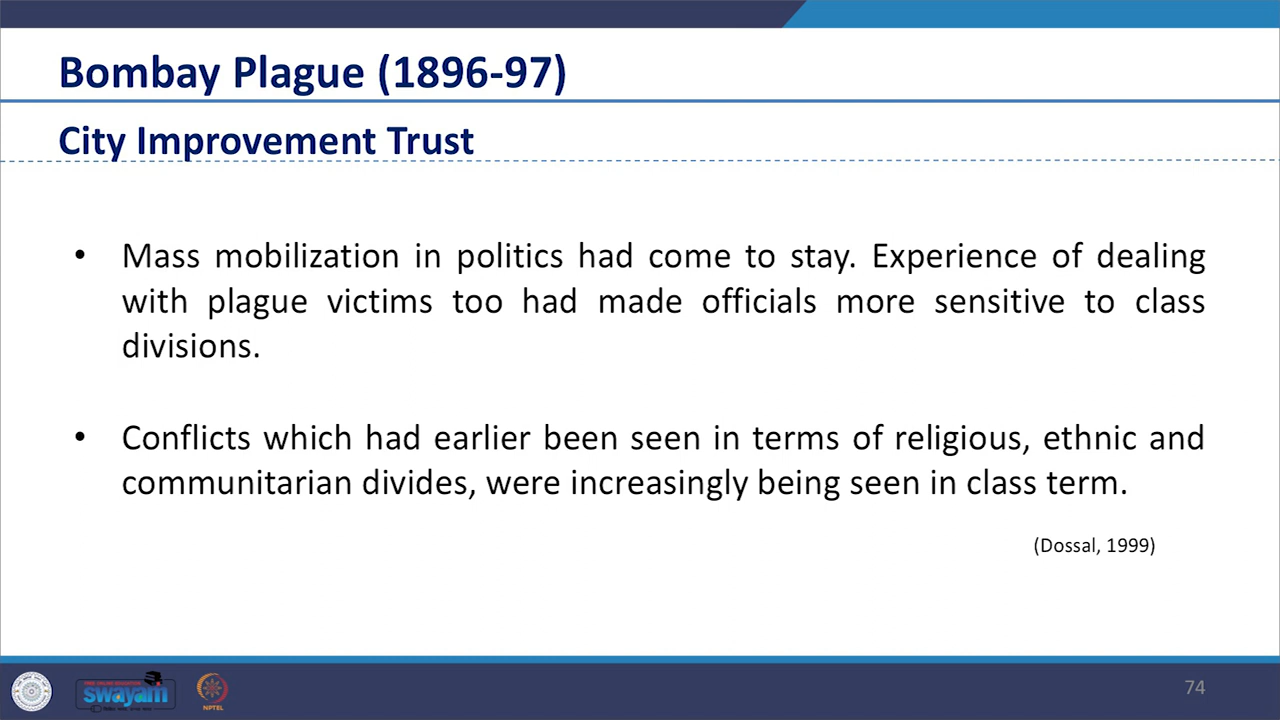 Bombay Plague (1896-97)
City Improvement Trust
• Mass mobilization in politics had come to stay. Experience of dealing
with plague victims too had made officials more sensitive to class
divisions.
• Conflicts which had earlier been seen in terms of religious, ethnic and
communitarian divides, were increasingly being seen in class term.
(Dossal, 1999)
swayam
NPTEL
74